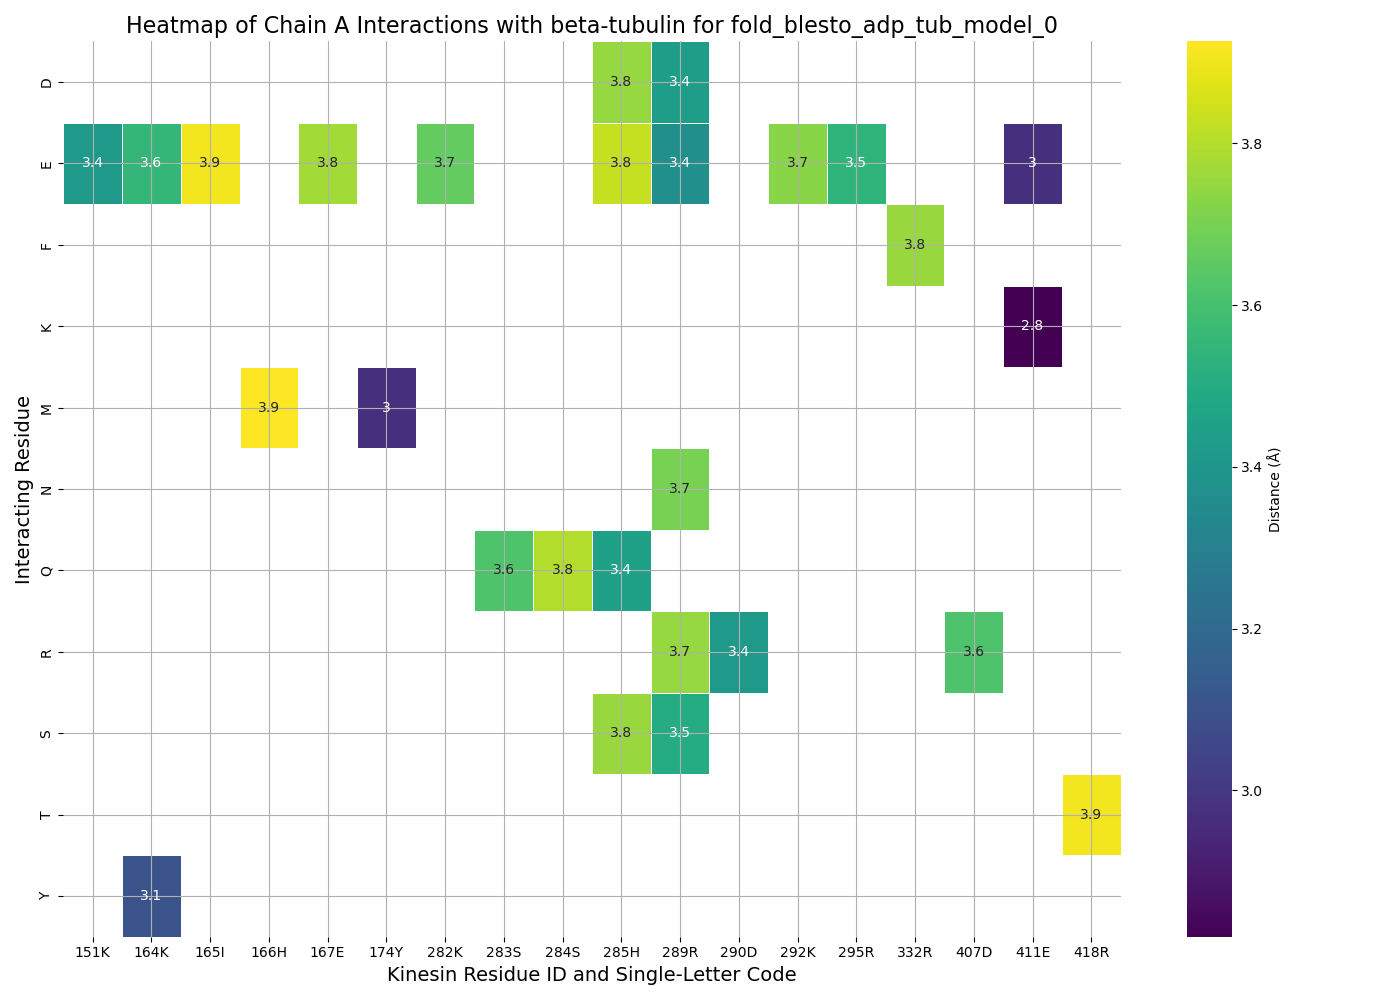 Heatmap of Chain A Interactions with beta-tubulin for fold_blesto_adp_tub_model_0
Interacting Residue
D 3.8 3.4
E 3.4 3.6 3.9 3.8 3.7 3.8 3.4 3.7 3.5 3
F 3.8
K 2.8
M 3.9 3
N 3.7
Q 3.6 3.8 3.4
R 3.7 3.4 3.6
S 3.8 3.5
T 3.9
Y 3.1
151K 164K 165I 166H 167E 174Y 282K 283S 284S 285H 289R 290D 292K 295R 332R 407D 411E 418R
Kinesin Residue ID and Single-Letter Code
3.8
3.6
3.4
3.2
3.0
Distance (Å)